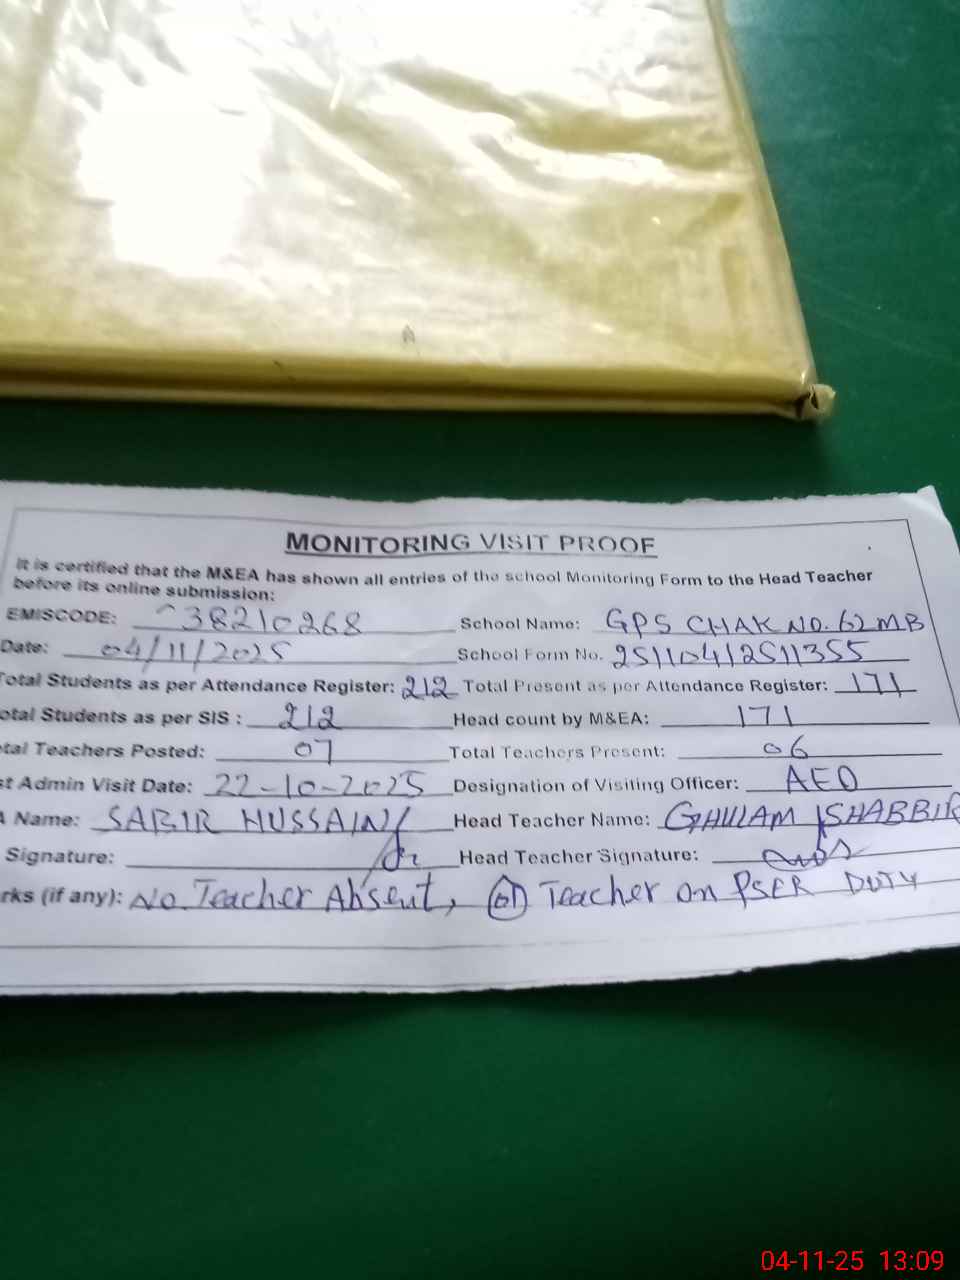 MONITORING VISIT PROOF
It is certified that the M&EA has shown all entries of the school Monitoring Form to the Head Teacher
before its online submission:
EMISCODE: 38210268 School Name: GPS CHAK NO. 62 MB
Date: 04/11/2025 School Form No. 25110412511355
Total Students as per Attendance Register: 212 Total Present as per Attendance Register: 171
otal Students as per SIS : 212 Head count by M&EA: 171
tal Teachers Posted: 07 Total Teachers Present: 06
st Admin Visit Date: 22-10-2025 Designation of Visiting Officer: AEO
A Name: SABIR HUSSAIN Head Teacher Name: GHULAM SHABBIR
Signature: Head Teacher Signature:
rks (if any): No Teacher Absent, 01 Teacher on PSER DUTY
04-11-25 13:09